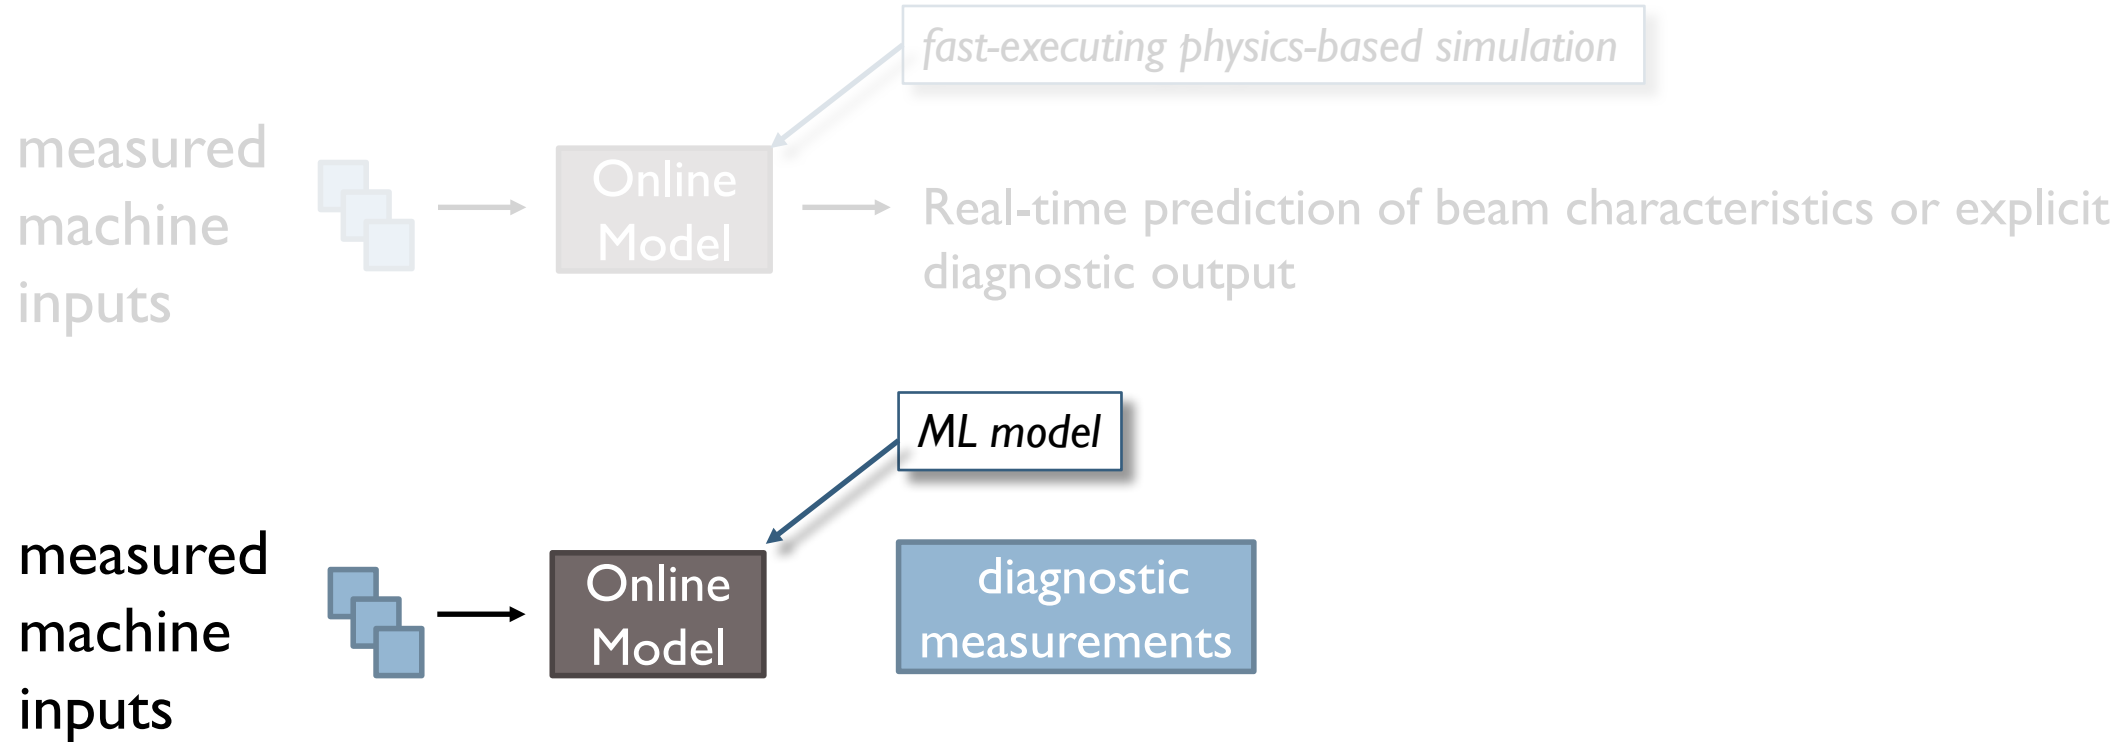 fast-executing physics-based simulation
measured
machine
inputs
Online
Model
Real-time prediction of beam characteristics or explicit
diagnostic output
ML model
measured
machine
inputs
Online
Model
diagnostic
measurements